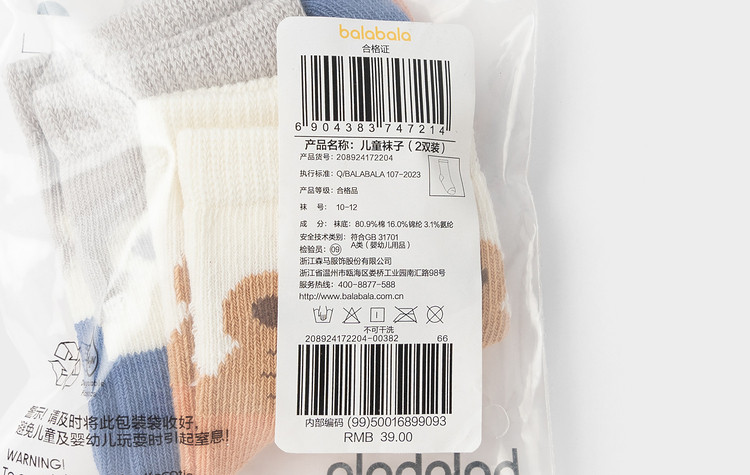 balabala
合格证
6 904383 747214
产品名称：儿童袜子（2双装）
产品货号：208924172204
执行标准：Q/BALABALA 107-2023
产品等级：合格品
袜 号： 10-12
成 分： 袜底：80.9%棉 16.0%锦纶 3.1%氨纶
安全技术类别：符合GB 31701
A类（婴幼儿用品）
检验员：09
浙江森马服饰股份有限公司
浙江省温州市瓯海区娄桥工业园南汇路98号
服务热线：400-8877-588
http://www.balabala.com.cn
不可干洗
208924172204-00382 66
内部编码 (99)50016899093
RMB 39.00
警示！请及时将此包装袋收好，
避免儿童及婴幼儿玩耍时引起窒息！
WARNING!
balabala